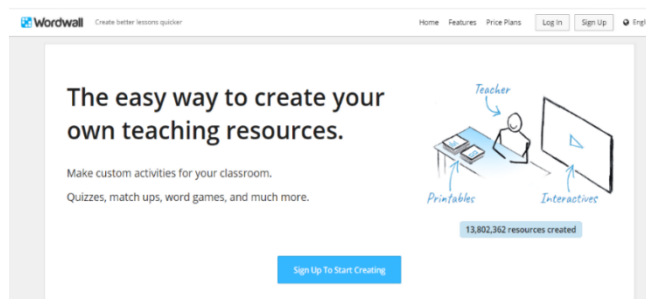 Wordwall Create better lessons quicker Home Features Price Plans Log In Sign Up Engl
The easy way to create your
own teaching resources.
Make custom activities for your classroom.
Quizzes, match ups, word games, and much more.
Teacher
Printables
Interactives
13,802,362 resources created
Sign Up To Start Creating